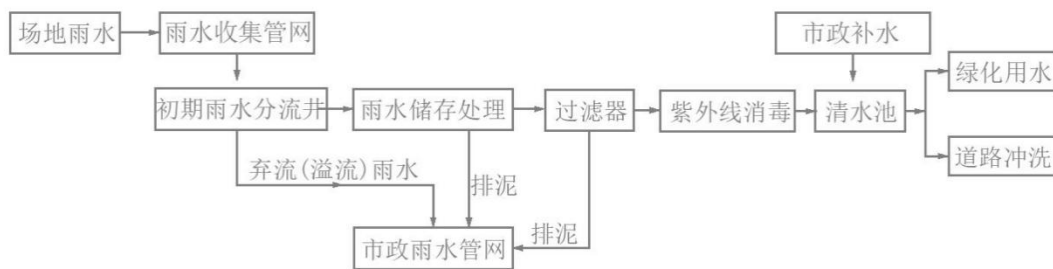 场地雨水
雨水收集管网
市政补水
绿化用水
初期雨水分流井
雨水储存处理
过滤器
紫外线消毒
清水池
道路冲洗
弃流(溢流)雨水
排泥
排泥
市政雨水管网